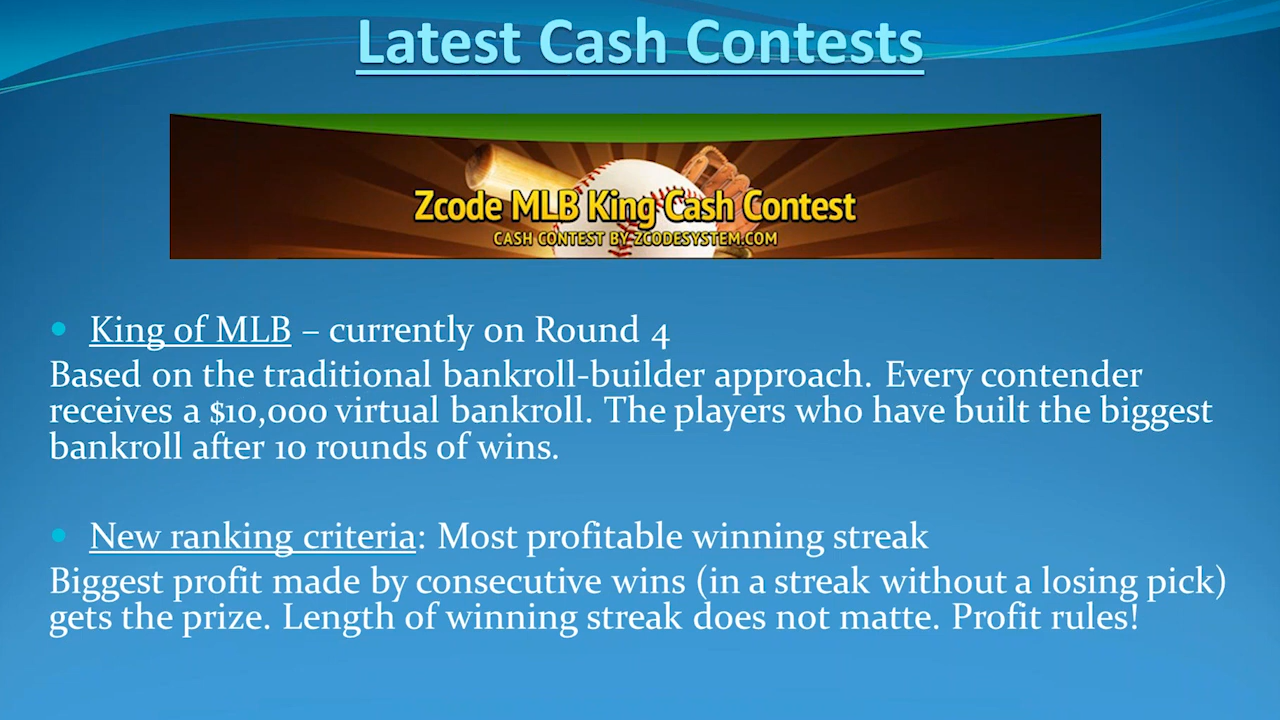 Latest Cash Contests
Zcode MLB King Cash Contest
CASH CONTEST BY ZCODESYSTEM.COM
• King of MLB – currently on Round 4
Based on the traditional bankroll-builder approach. Every contender
receives a $10,000 virtual bankroll. The players who have built the biggest
bankroll after 10 rounds of wins.
• New ranking criteria: Most profitable winning streak
Biggest profit made by consecutive wins (in a streak without a losing pick)
gets the prize. Length of winning streak does not matte. Profit rules!